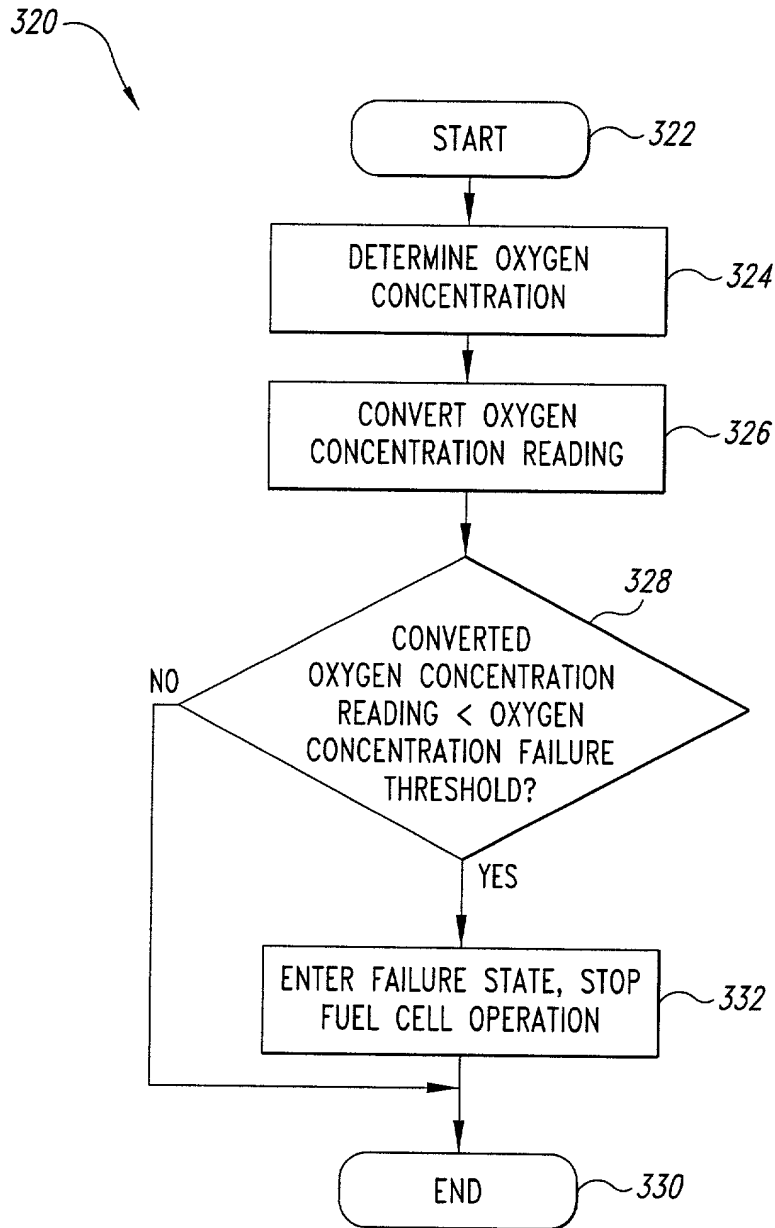 320
START
322
DETERMINE OXYGEN
CONCENTRATION
324
CONVERT OXYGEN
CONCENTRATION READING
326
328
CONVERTED
OXYGEN CONCENTRATION
READING < OXYGEN
CONCENTRATION FAILURE
THRESHOLD?
NO
YES
ENTER FAILURE STATE, STOP
FUEL CELL OPERATION
332
END
330